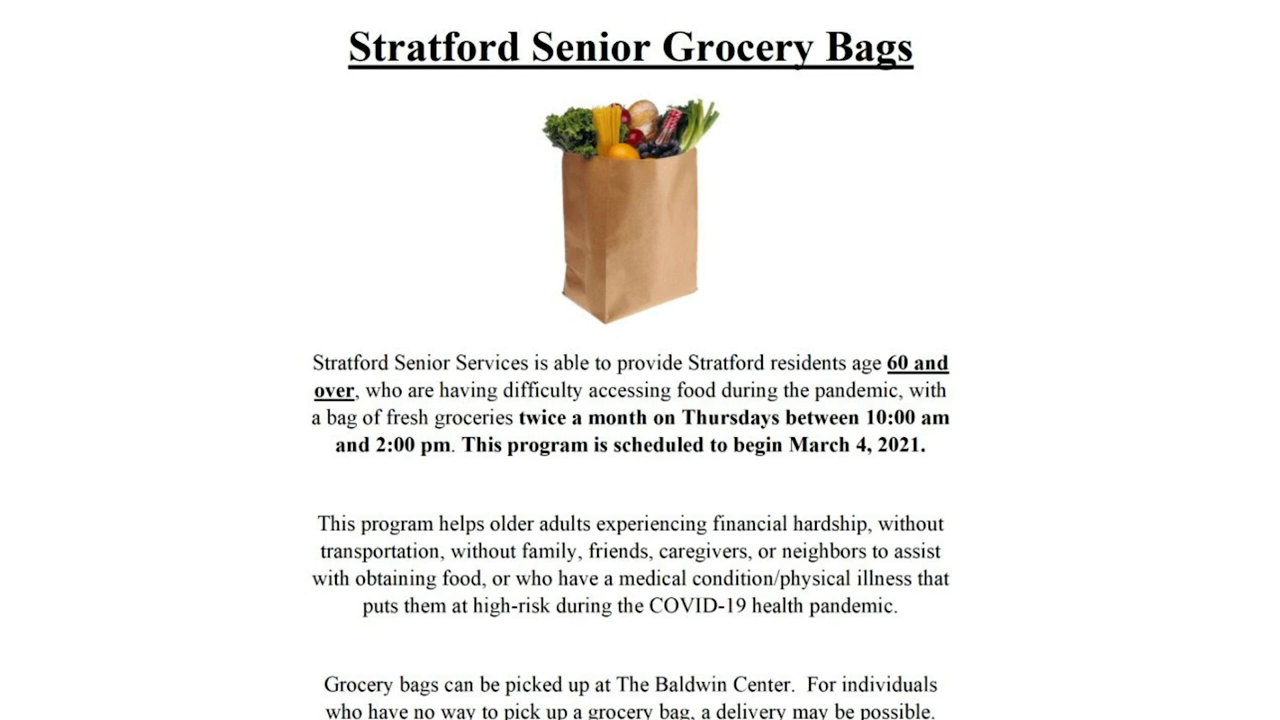 Stratford Senior Grocery Bags
Stratford Senior Services is able to provide Stratford residents age 60 and
over, who are having difficulty accessing food during the pandemic, with
a bag of fresh groceries twice a month on Thursdays between 10:00 am
and 2:00 pm. This program is scheduled to begin March 4, 2021.
This program helps older adults experiencing financial hardship, without
transportation, without family, friends, caregivers, or neighbors to assist
with obtaining food, or who have a medical condition/physical illness that
puts them at high-risk during the COVID-19 health pandemic.
Grocery bags can be picked up at The Baldwin Center.  For individuals
who have no way to pick up a grocery bag, a delivery may be possible.